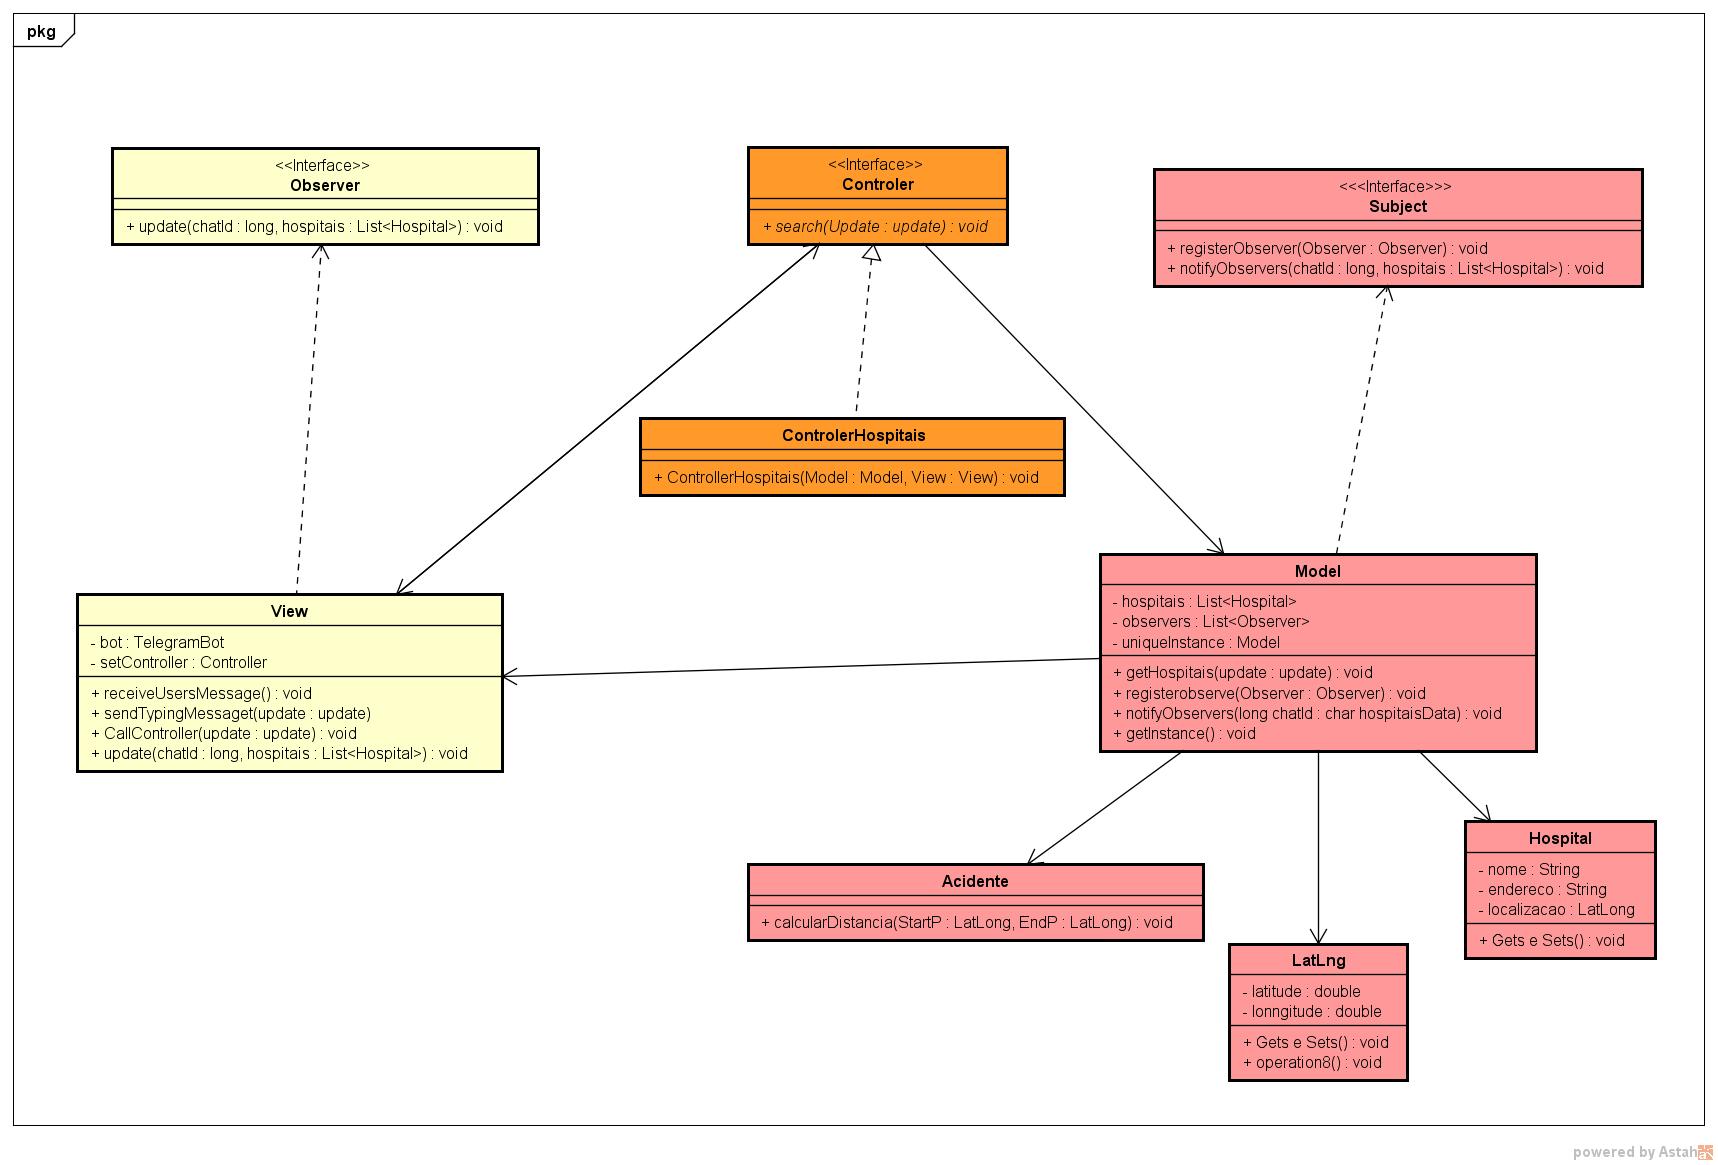 pkg
<<Interface>>
Observer
+ update(chatId : long, hospitais : List<Hospital>) : void
<<Interface>>
Controler
+ search(Update : update) : void
<<<Interface>>>
Subject
+ registerObserver(Observer : Observer) : void
+ notifyObservers(chatId : long, hospitais : List<Hospital>) : void
ControlerHospitais
+ ControllerHospitais(Model : Model, View : View) : void
View
- bot : TelegramBot
- setController : Controller
+ receiveUsersMessage() : void
+ sendTypingMessaget(update : update)
+ CallController(update : update) : void
+ update(chatId : long, hospitais : List<Hospital>) : void
Model
- hospitais : List<Hospital>
- observers : List<Observer>
- uniqueInstance : Model
+ getHospitais(update : update) : void
+ registerobserve(Observer : Observer) : void
+ notifyObservers(long chatId : char hospitaisData) : void
+ getInstance() : void
Acidente
+ calcularDistancia(StartP : LatLong, EndP : LatLong) : void
Hospital
- nome : String
- endereco : String
- localizacao : LatLong
+ Gets e Sets() : void
LatLng
- latitude : double
- lonngitude : double
+ Gets e Sets() : void
+ operation8() : void
powered by Astah